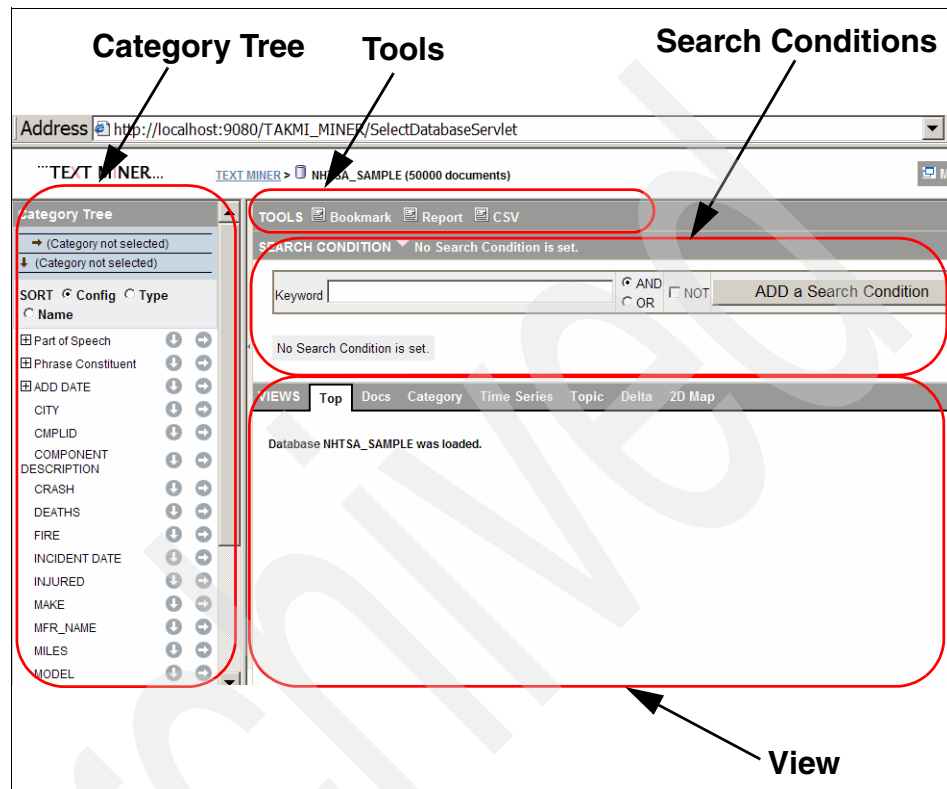 Category Tree Tools Search Conditions
Address http://localhost:9080/TAKMI_MINER/SelectDatabaseServlet
...TEXT MINER... TEXT MINER > NHTSA_SAMPLE (50000 documents) M
Category Tree
(Category not selected)
(Category not selected)
SORT Config Type
Name
Part of Speech
Phrase Constituent
ADD DATE
CITY
CMPLID
COMPONENT
DESCRIPTION
CRASH
DEATHS
FIRE
INCIDENT DATE
INJURED
MAKE
MFR_NAME
MILES
MODEL
TOOLS Bookmark Report CSV
SEARCH CONDITION No Search Condition is set.
Keyword AND OR NOT ADD a Search Condition
No Search Condition is set.
VIEWS Top Docs Category Time Series Topic Delta 2D Map
Database NHTSA_SAMPLE was loaded.
View
Archived